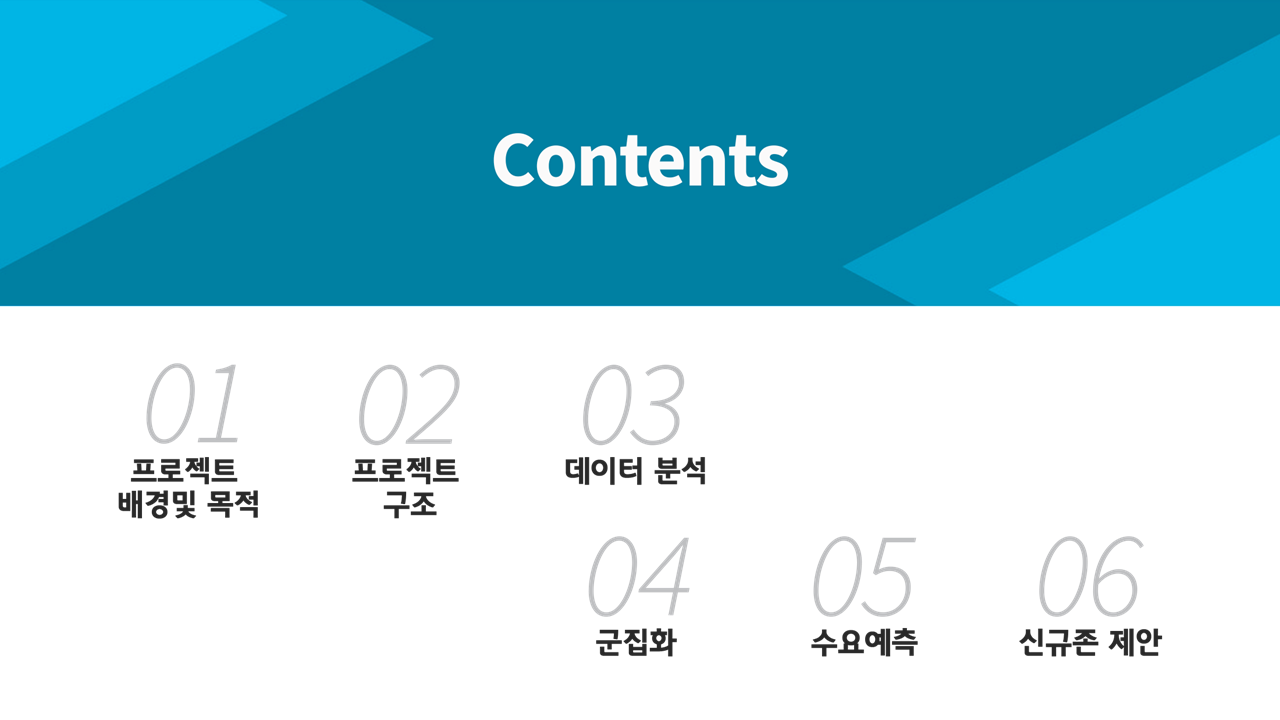 Contents
01
프로젝트
배경및 목적
02
프로젝트
구조
03
데이터 분석
04
군집화
05
수요예측
06
신규존 제안